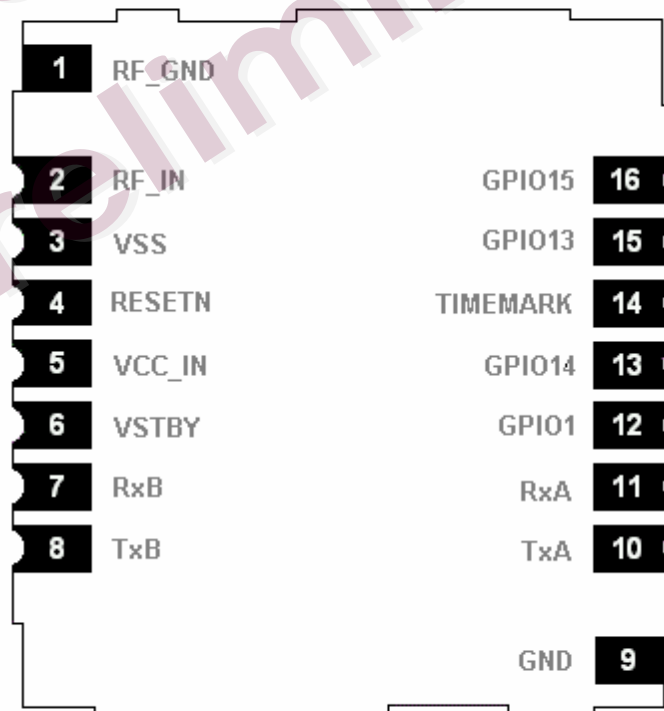 1 RF_GND
2 RF_IN GPIO15 16
3 VSS GPIO13 15
4 RESETN TIMEMARK 14
5 VCC_IN GPIO14 13
6 VSTBY GPIO1 12
7 RxB RxA 11
8 TxB TxA 10
GND 9